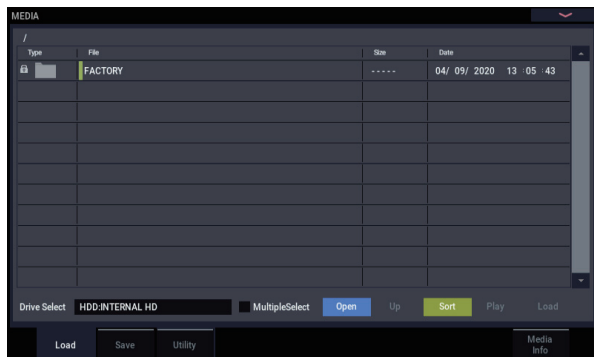 MEDIA
/
Type File Size Date
FACTORY ----- 04/ 09/ 2020 13 :05 :43
Drive Select HDD:INTERNAL HD MultipleSelect Open Up Sort Play Load
Load Save Utility Media
Info